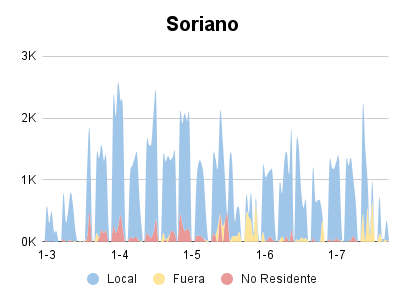 Soriano
3K
2K
1K
0K
1-3 1-4 1-5 1-6 1-7
Local Fuera No Residente